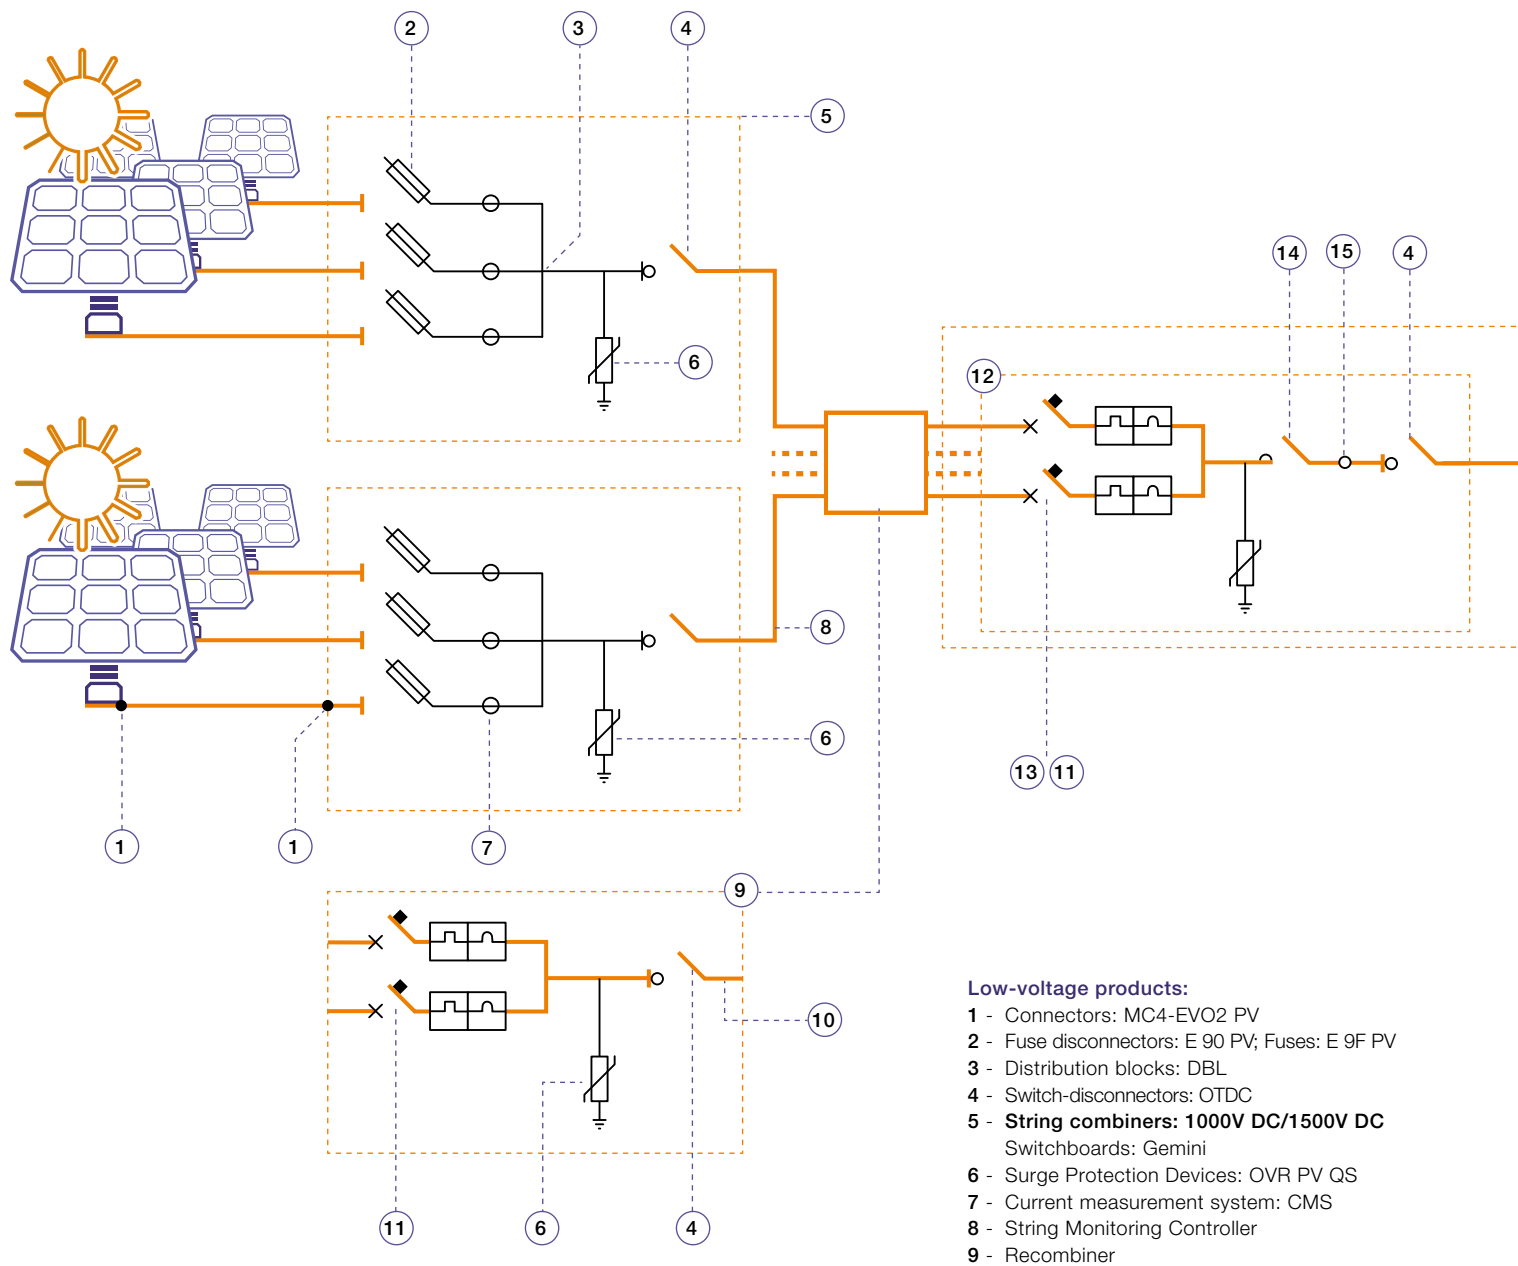 2
3
4
5
6
14
15
4
12
8
6
13
11
1
1
7
9
10
11
6
4
Low-voltage products:
1 - Connectors: MC4-EVO2 PV
2 - Fuse disconnectors: E 90 PV; Fuses: E 9F PV
3 - Distribution blocks: DBL
4 - Switch-disconnectors: OTDC
5 - String combiners: 1000V DC/1500V DC
Switchboards: Gemini
6 - Surge Protection Devices: OVR PV QS
7 - Current measurement system: CMS
8 - String Monitoring Controller
9 - Recombiner